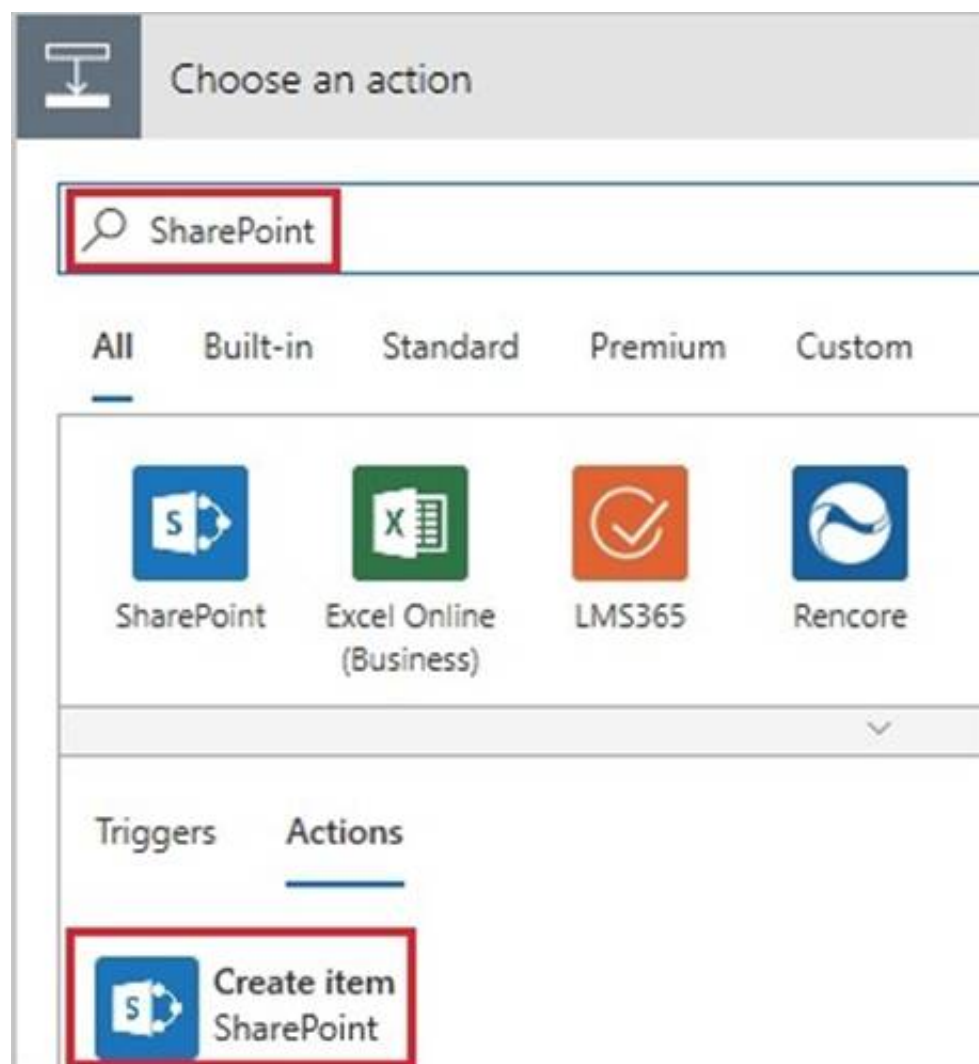 Choose an action
SharePoint
All Built-in Standard Premium Custom
SharePoint Excel Online LMS365 Rencore
(Business)
Triggers Actions
Create item
SharePoint